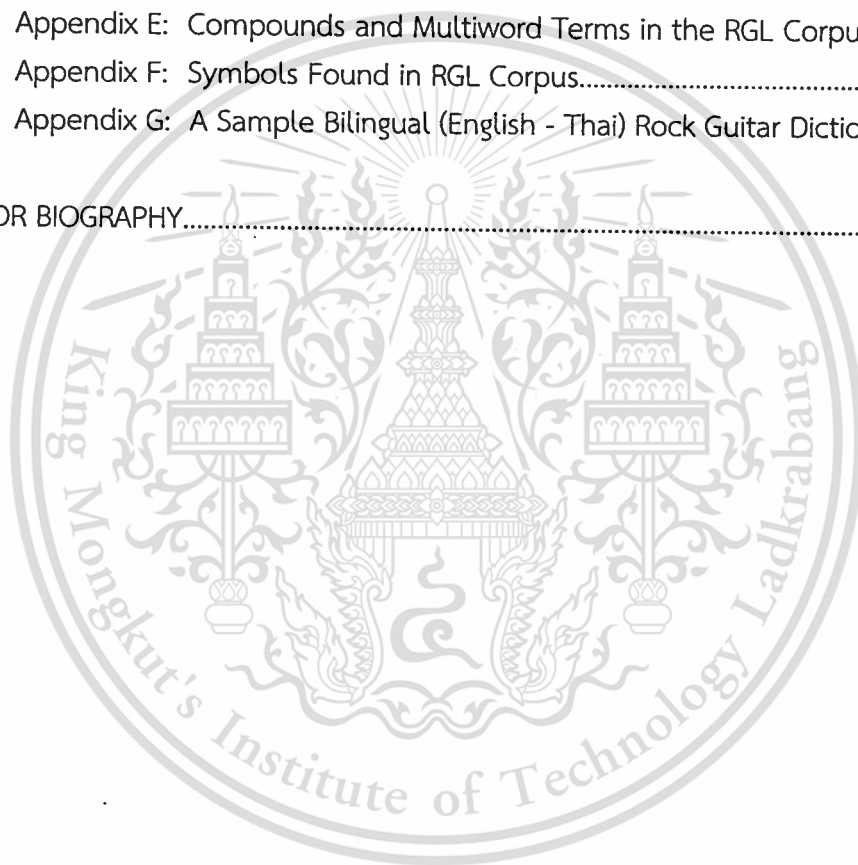 Appendix E: Compounds and Multiword Terms in the RGL Corpu
Appendix F: Symbols Found in RGL Corpus..............................
Appendix G: A Sample Bilingual (English - Thai) Rock Guitar Dictio
OR BIOGRAPHY..............................
King Mongkut's Institute of Technology Ladkrabang